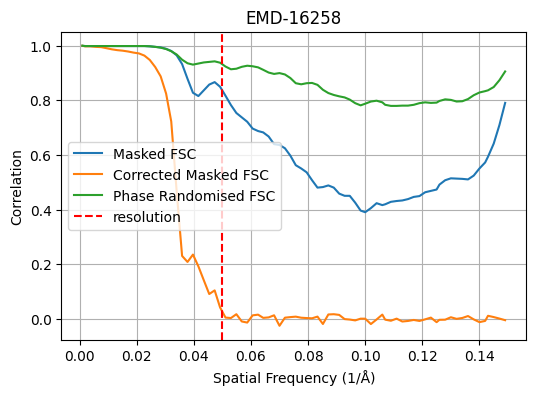 EMD-16258
Correlation
1.0
0.8
0.6
0.4
0.2
0.0
Masked FSC
Corrected Masked FSC
Phase Randomised FSC
resolution
0.00 0.02 0.04 0.06 0.08 0.10 0.12 0.14
Spatial Frequency (1/Å)